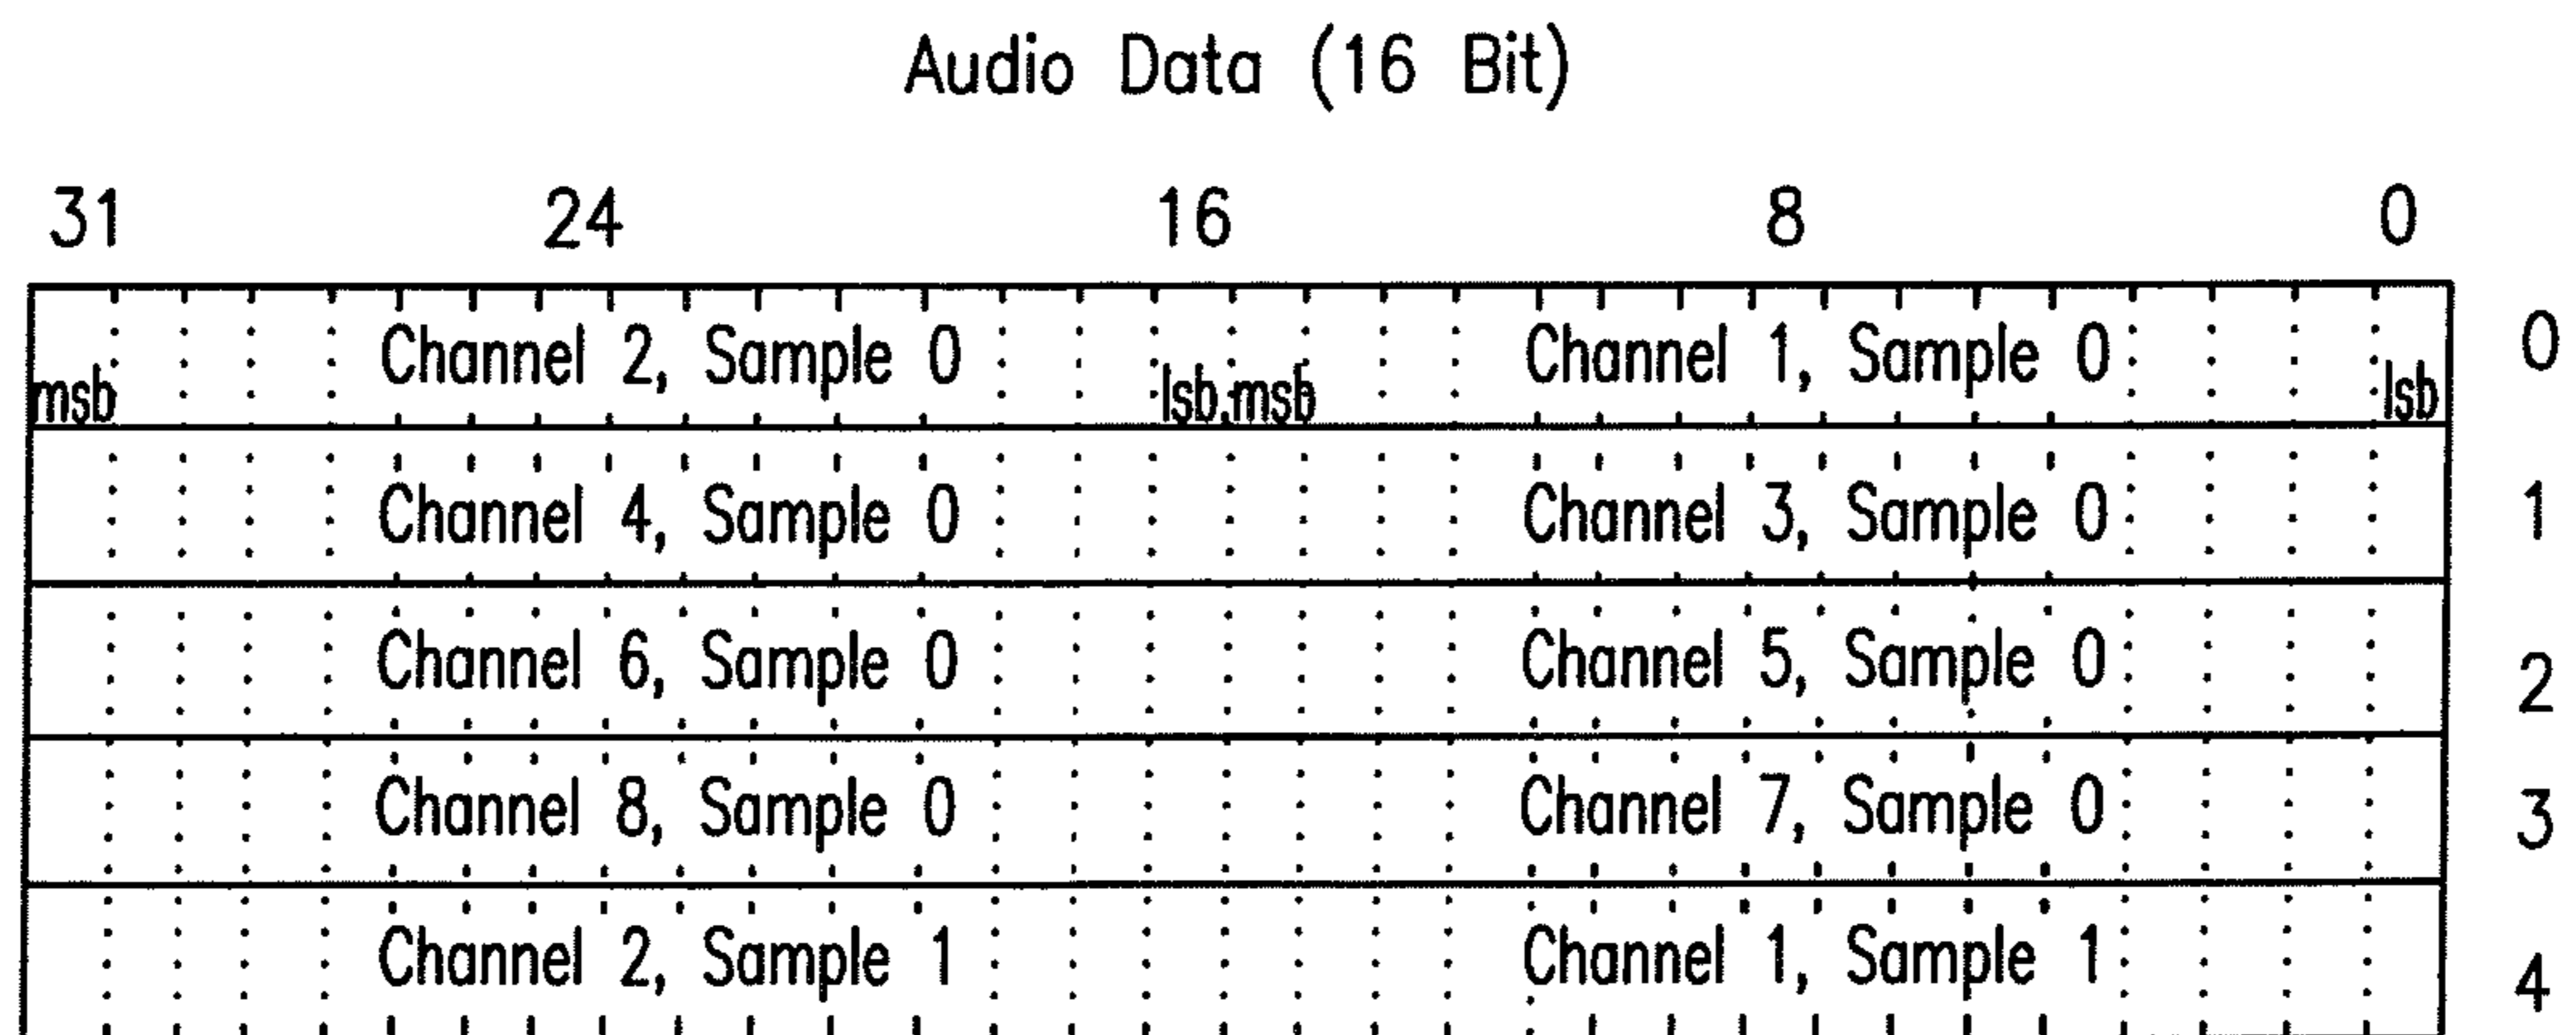 Audio Data (16 Bit)
31 24 16 8 0
Channel 2, Sample 0 Channel 1, Sample 0 0
msb lsb msb lsb
Channel 4, Sample 0 Channel 3, Sample 0 1
Channel 6, Sample 0 Channel 5, Sample 0 2
Channel 8, Sample 0 Channel 7, Sample 0 3
Channel 2, Sample 1 Channel 1, Sample 1 4